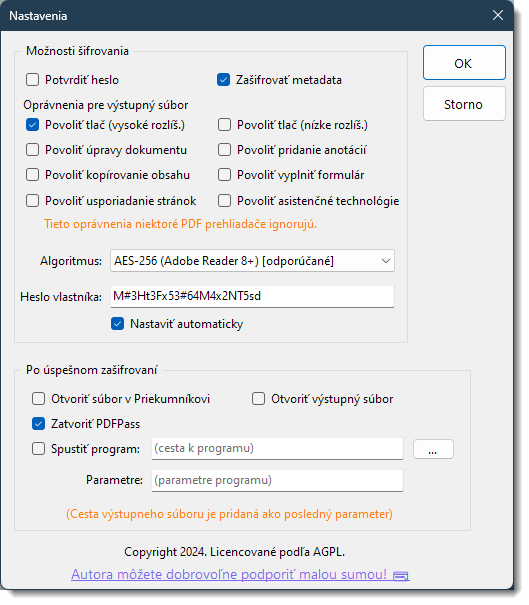 Nastavenia
Možnosti šifrovania
OK
Potvrdiť heslo
Zašifrovať metadata
Storno
Oprávnenia pre výstupný súbor
Povoliť tlač (vysoké rozlíš.)
Povoliť tlač (nízke rozlíš.)
Povoliť úpravy dokumentu
Povoliť pridanie anotácií
Povoliť kopírovanie obsahu
Povoliť vyplniť formulár
Povoliť usporiadanie stránok
Povoliť asistenčné technológie
Tieto oprávnenia niektoré PDF prehliadače ignorujú.
Algoritmus: AES-256 (Adobe Reader 8+) [odporúčané]
Heslo vlastníka: M#3Ht3Fx53#64M4x2NT5sd
Nastaviť automaticky
Po úspešnom zašifrovaní
Otvoriť súbor v Priekumníkovi
Otvoriť výstupný súbor
Zatvoriť PDFPass
Spustiť program: (cesta k programu) ...
Parametre: (parametre programu)
(Cesta výstupneho súboru je pridaná ako posledný parameter)
Copyright 2024. Licencované podľa AGPL.
Autora môžete dobrovoľne podporiť malou sumou!